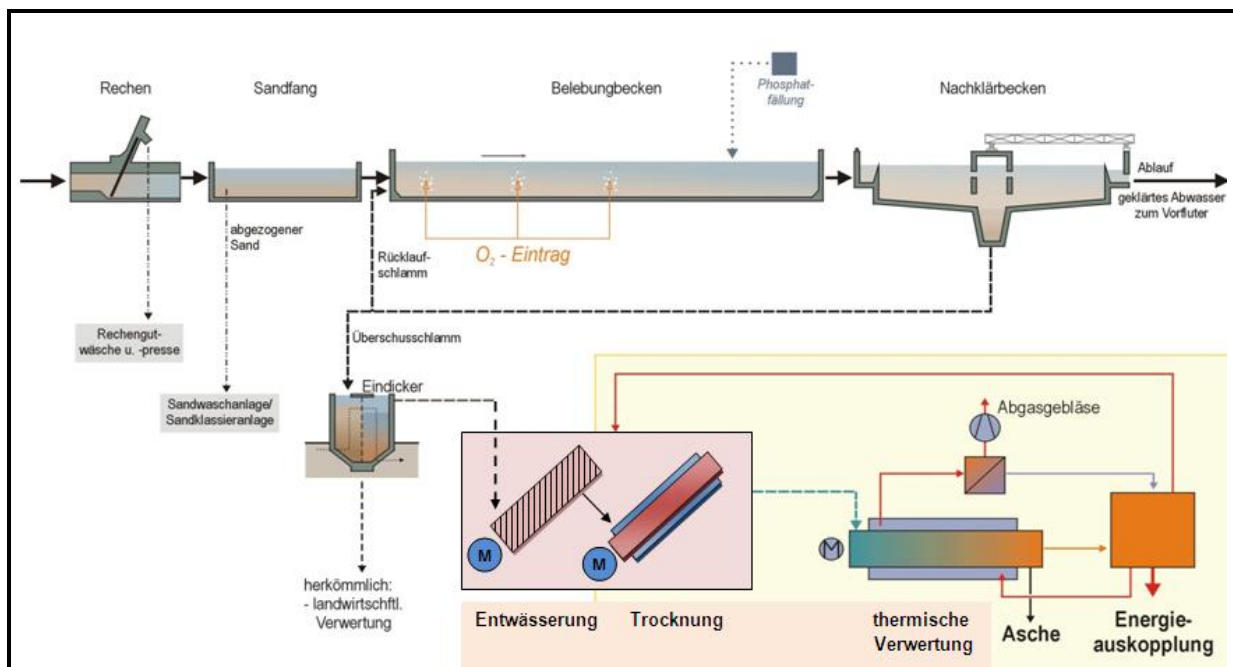 Rechen
Sandfang
Belebungbecken
Phosphat-
fällung
Nachklärbecken
Ablauf
geklärtes Abwasser
zum Vorfluter
abgezogener
Sand
Rücklauf-
schlamm
O2 - Eintrag
Rechengut-
wäsche u. -presse
Überschusschlamm
Sandwaschanlage/
Sandklassieranlage
Eindicker
Abgasgebläse
M
M
M
herkömmlich:
- landwirtschftl.
Verwertung
Entwässerung
Trocknung
thermische
Verwertung
Asche
Energie-
auskopplung